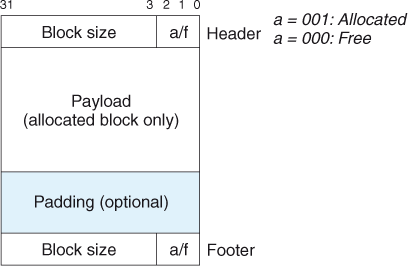 31 3 2 1 0
Block size a/f Header
a = 001: Allocated
a = 000: Free
Payload
(allocated block only)
Padding (optional)
Block size a/f Footer